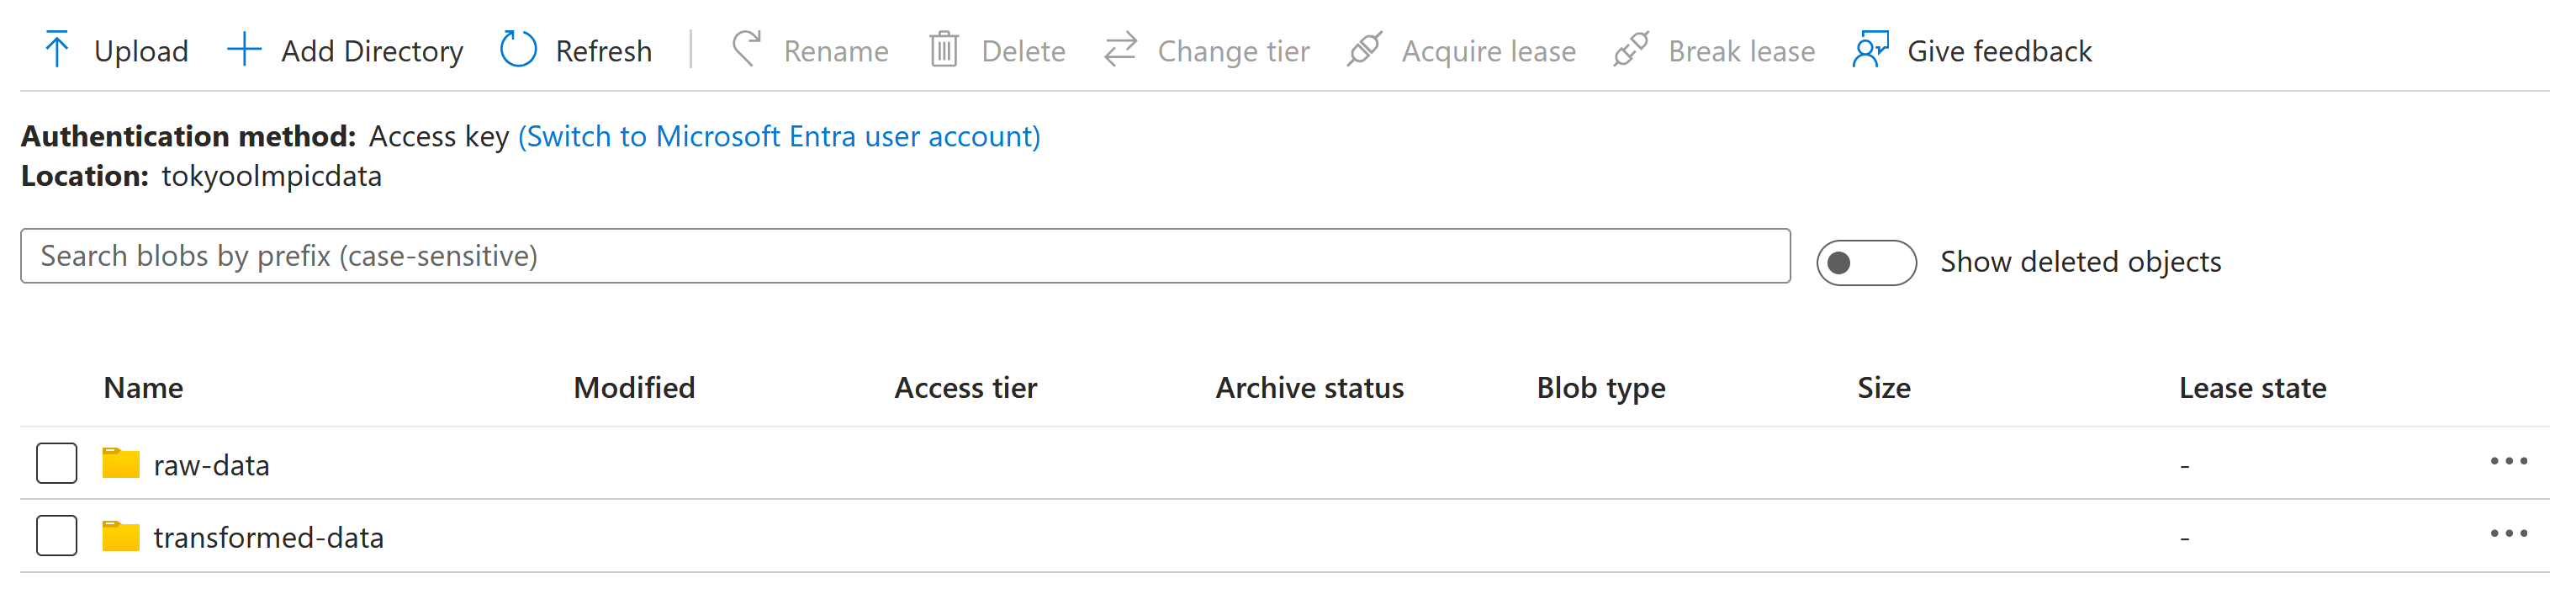 Upload Add Directory Refresh Rename Delete Change tier Acquire lease Break lease Give feedback
Authentication method: Access key (Switch to Microsoft Entra user account)
Location: tokyoolmpicdata
Search blobs by prefix (case-sensitive) Show deleted objects
Name Modified Access tier Archive status Blob type Size Lease state
raw-data -
transformed-data -